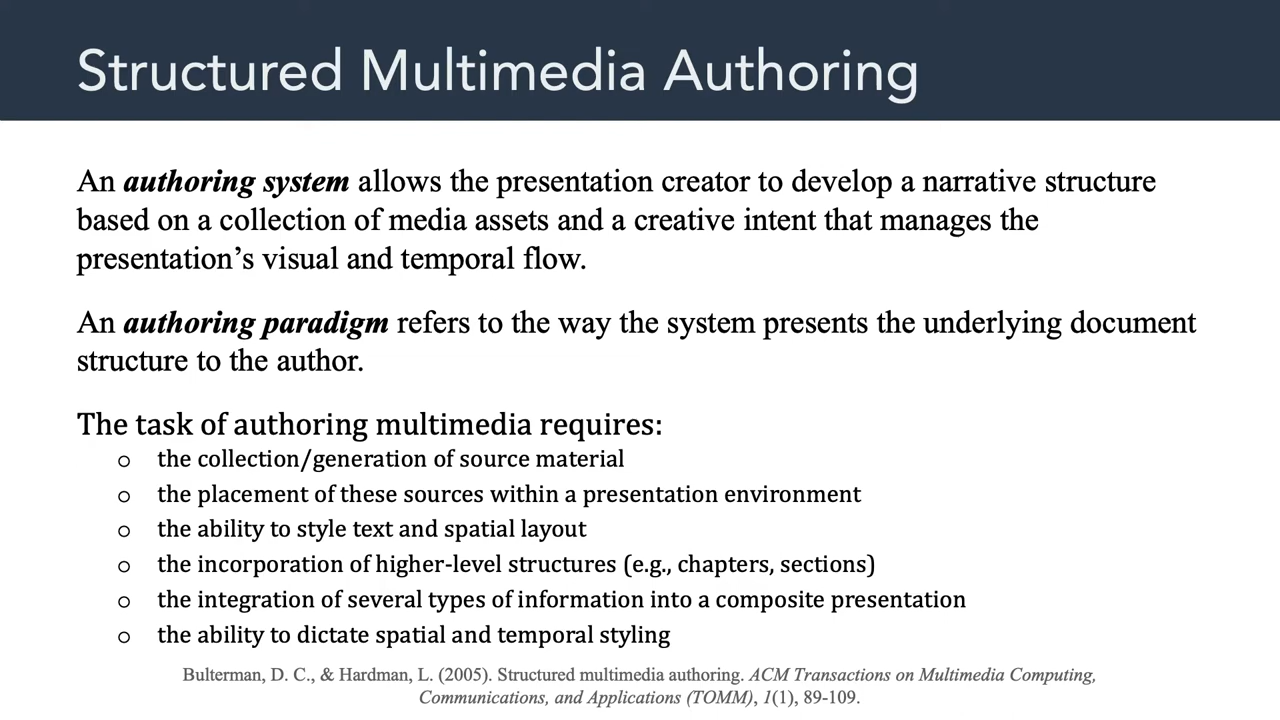 Structured Multimedia Authoring
An authoring system allows the presentation creator to develop a narrative structure
based on a collection of media assets and a creative intent that manages the
presentation’s visual and temporal flow.
An authoring paradigm refers to the way the system presents the underlying document
structure to the author.
The task of authoring multimedia requires:
o the collection/generation of source material
o the placement of these sources within a presentation environment
o the ability to style text and spatial layout
o the incorporation of higher-level structures (e.g., chapters, sections)
o the integration of several types of information into a composite presentation
o the ability to dictate spatial and temporal styling
Bulterman, D. C., & Hardman, L. (2005). Structured multimedia authoring. ACM Transactions on Multimedia Computing,
Communications, and Applications (TOMM), 1(1), 89-109.